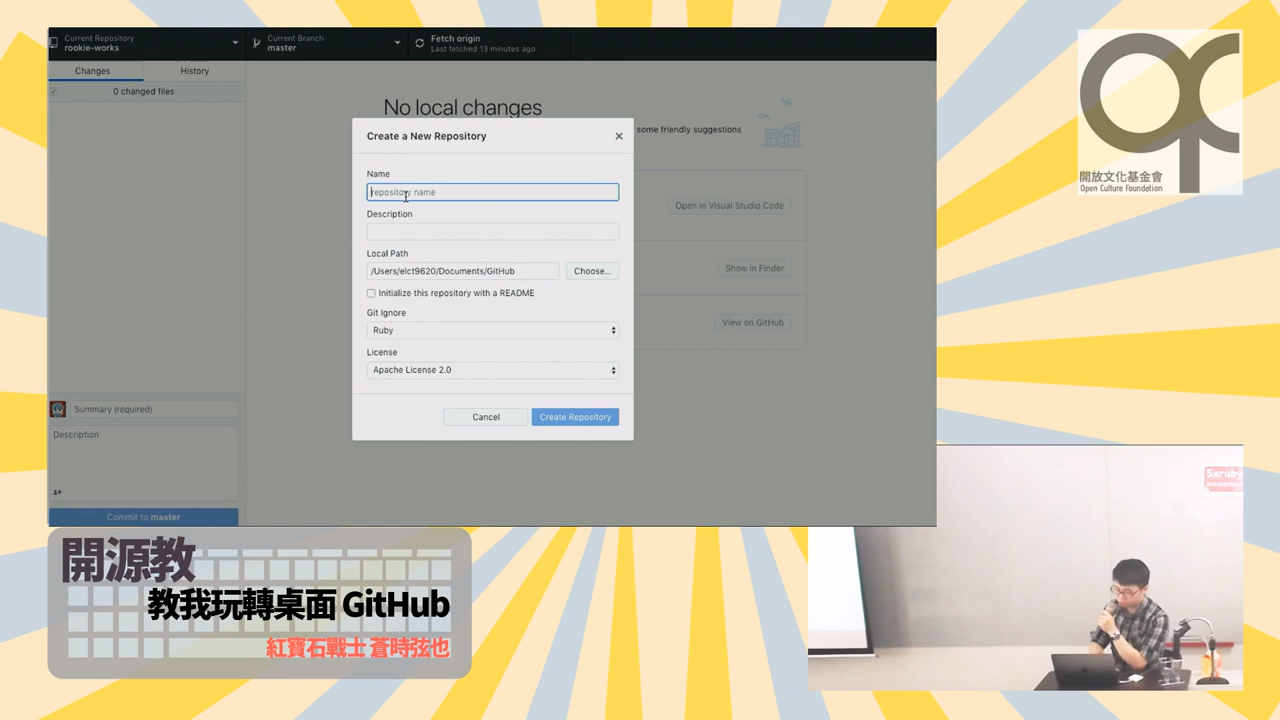 Current Repository
rookie-works
Current Branch
master
Fetch origin
Last fetched 13 minutes ago
Changes
History
0 changed files
No local changes
some friendly suggestions
Open in Visual Studio Code
Show in Finder
View on GitHub
Create a New Repository
Name
repository name
Description
Local Path
/Users/elct9620/Documents/GitHub
Choose...
Initialize this repository with a README
Git Ignore
Ruby
License
Apache License 2.0
Cancel
Create Repository
Summary (required)
Description
Commit to master
開放文化基金會
Open Culture Foundation
5xruby
開源教
教我玩轉桌面 GitHub
紅寶石戰士 蒼時弦也